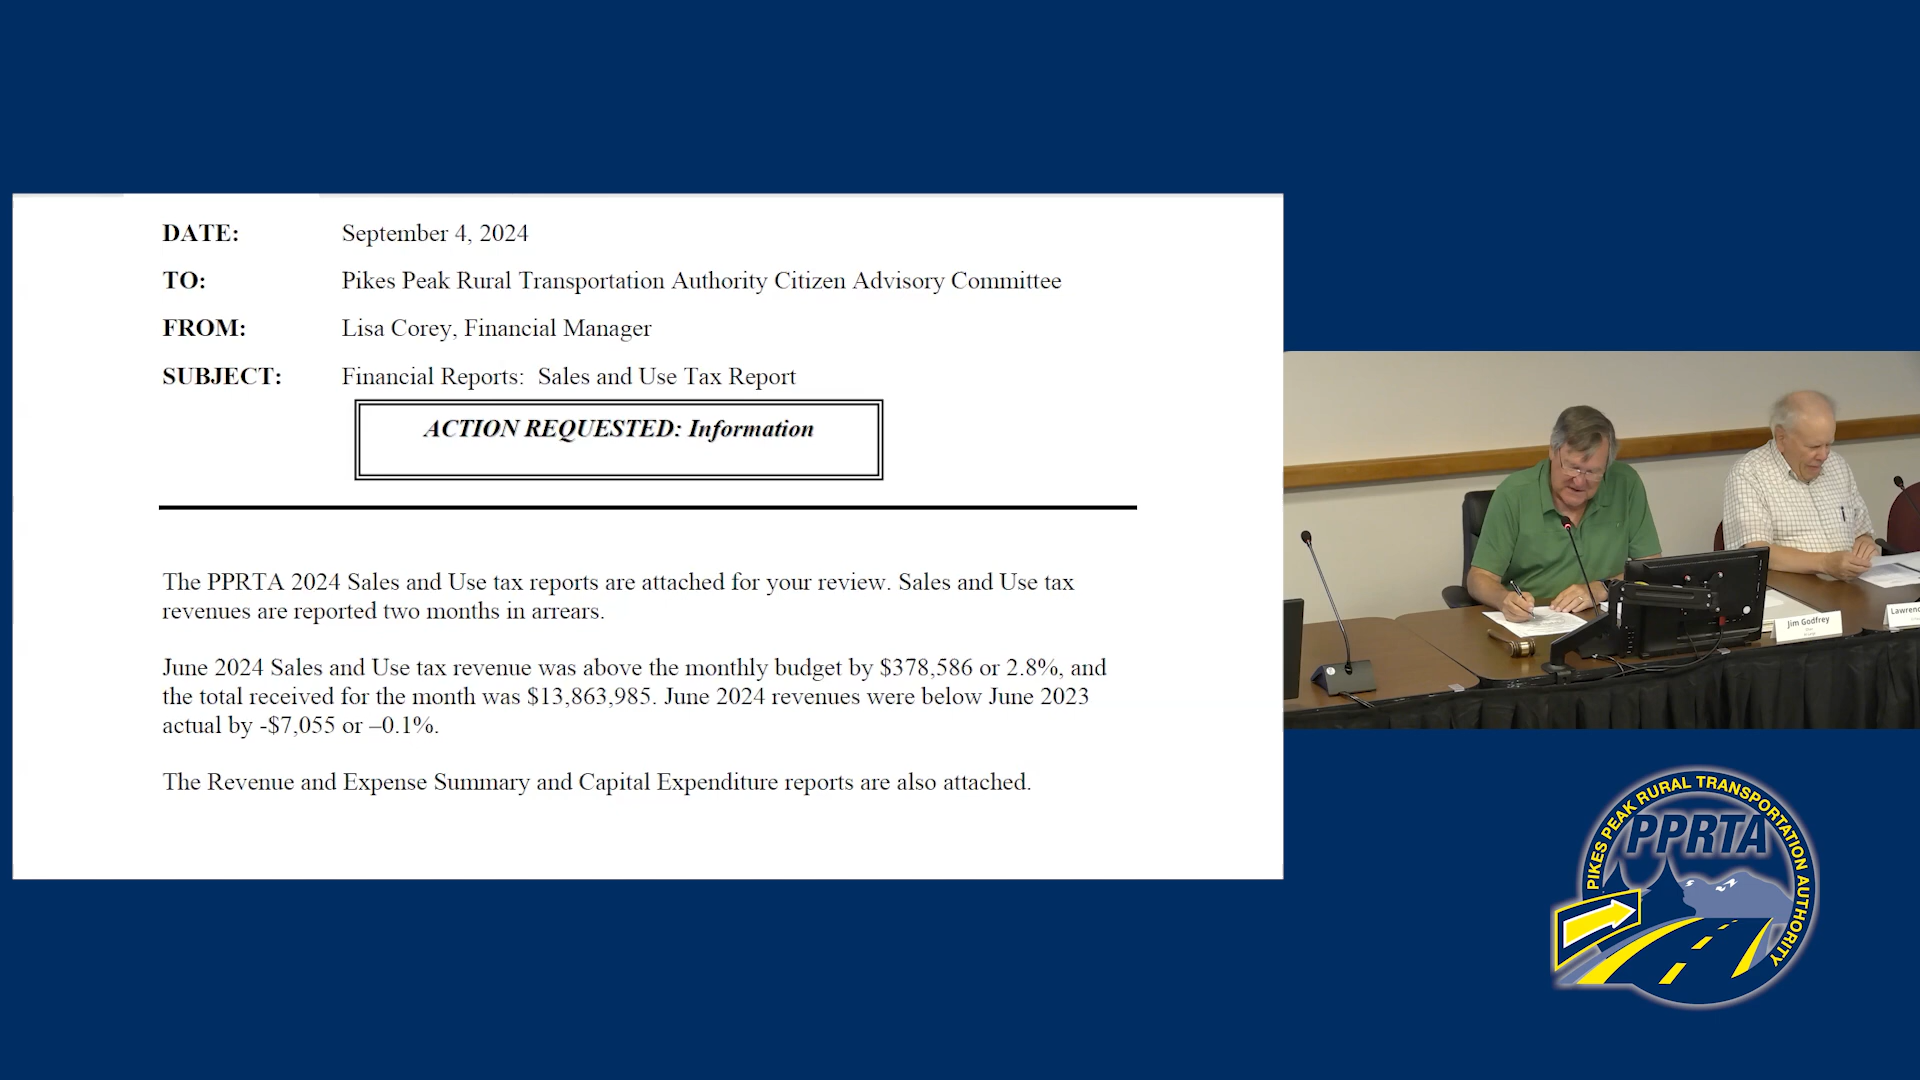 DATE: September 4, 2024
TO: Pikes Peak Rural Transportation Authority Citizen Advisory Committee
FROM: Lisa Corey, Financial Manager
SUBJECT: Financial Reports: Sales and Use Tax Report
ACTION REQUESTED: Information
The PPRTA 2024 Sales and Use tax reports are attached for your review. Sales and Use tax
revenues are reported two months in arrears.
June 2024 Sales and Use tax revenue was above the monthly budget by $378,586 or 2.8%, and
the total received for the month was $13,863,985. June 2024 revenues were below June 2023
actual by -$7,055 or –0.1%.
The Revenue and Expense Summary and Capital Expenditure reports are also attached.
Jim Godfrey
PIKES PEAK RURAL TRANSPORTATION AUTHORITY
PPRTA